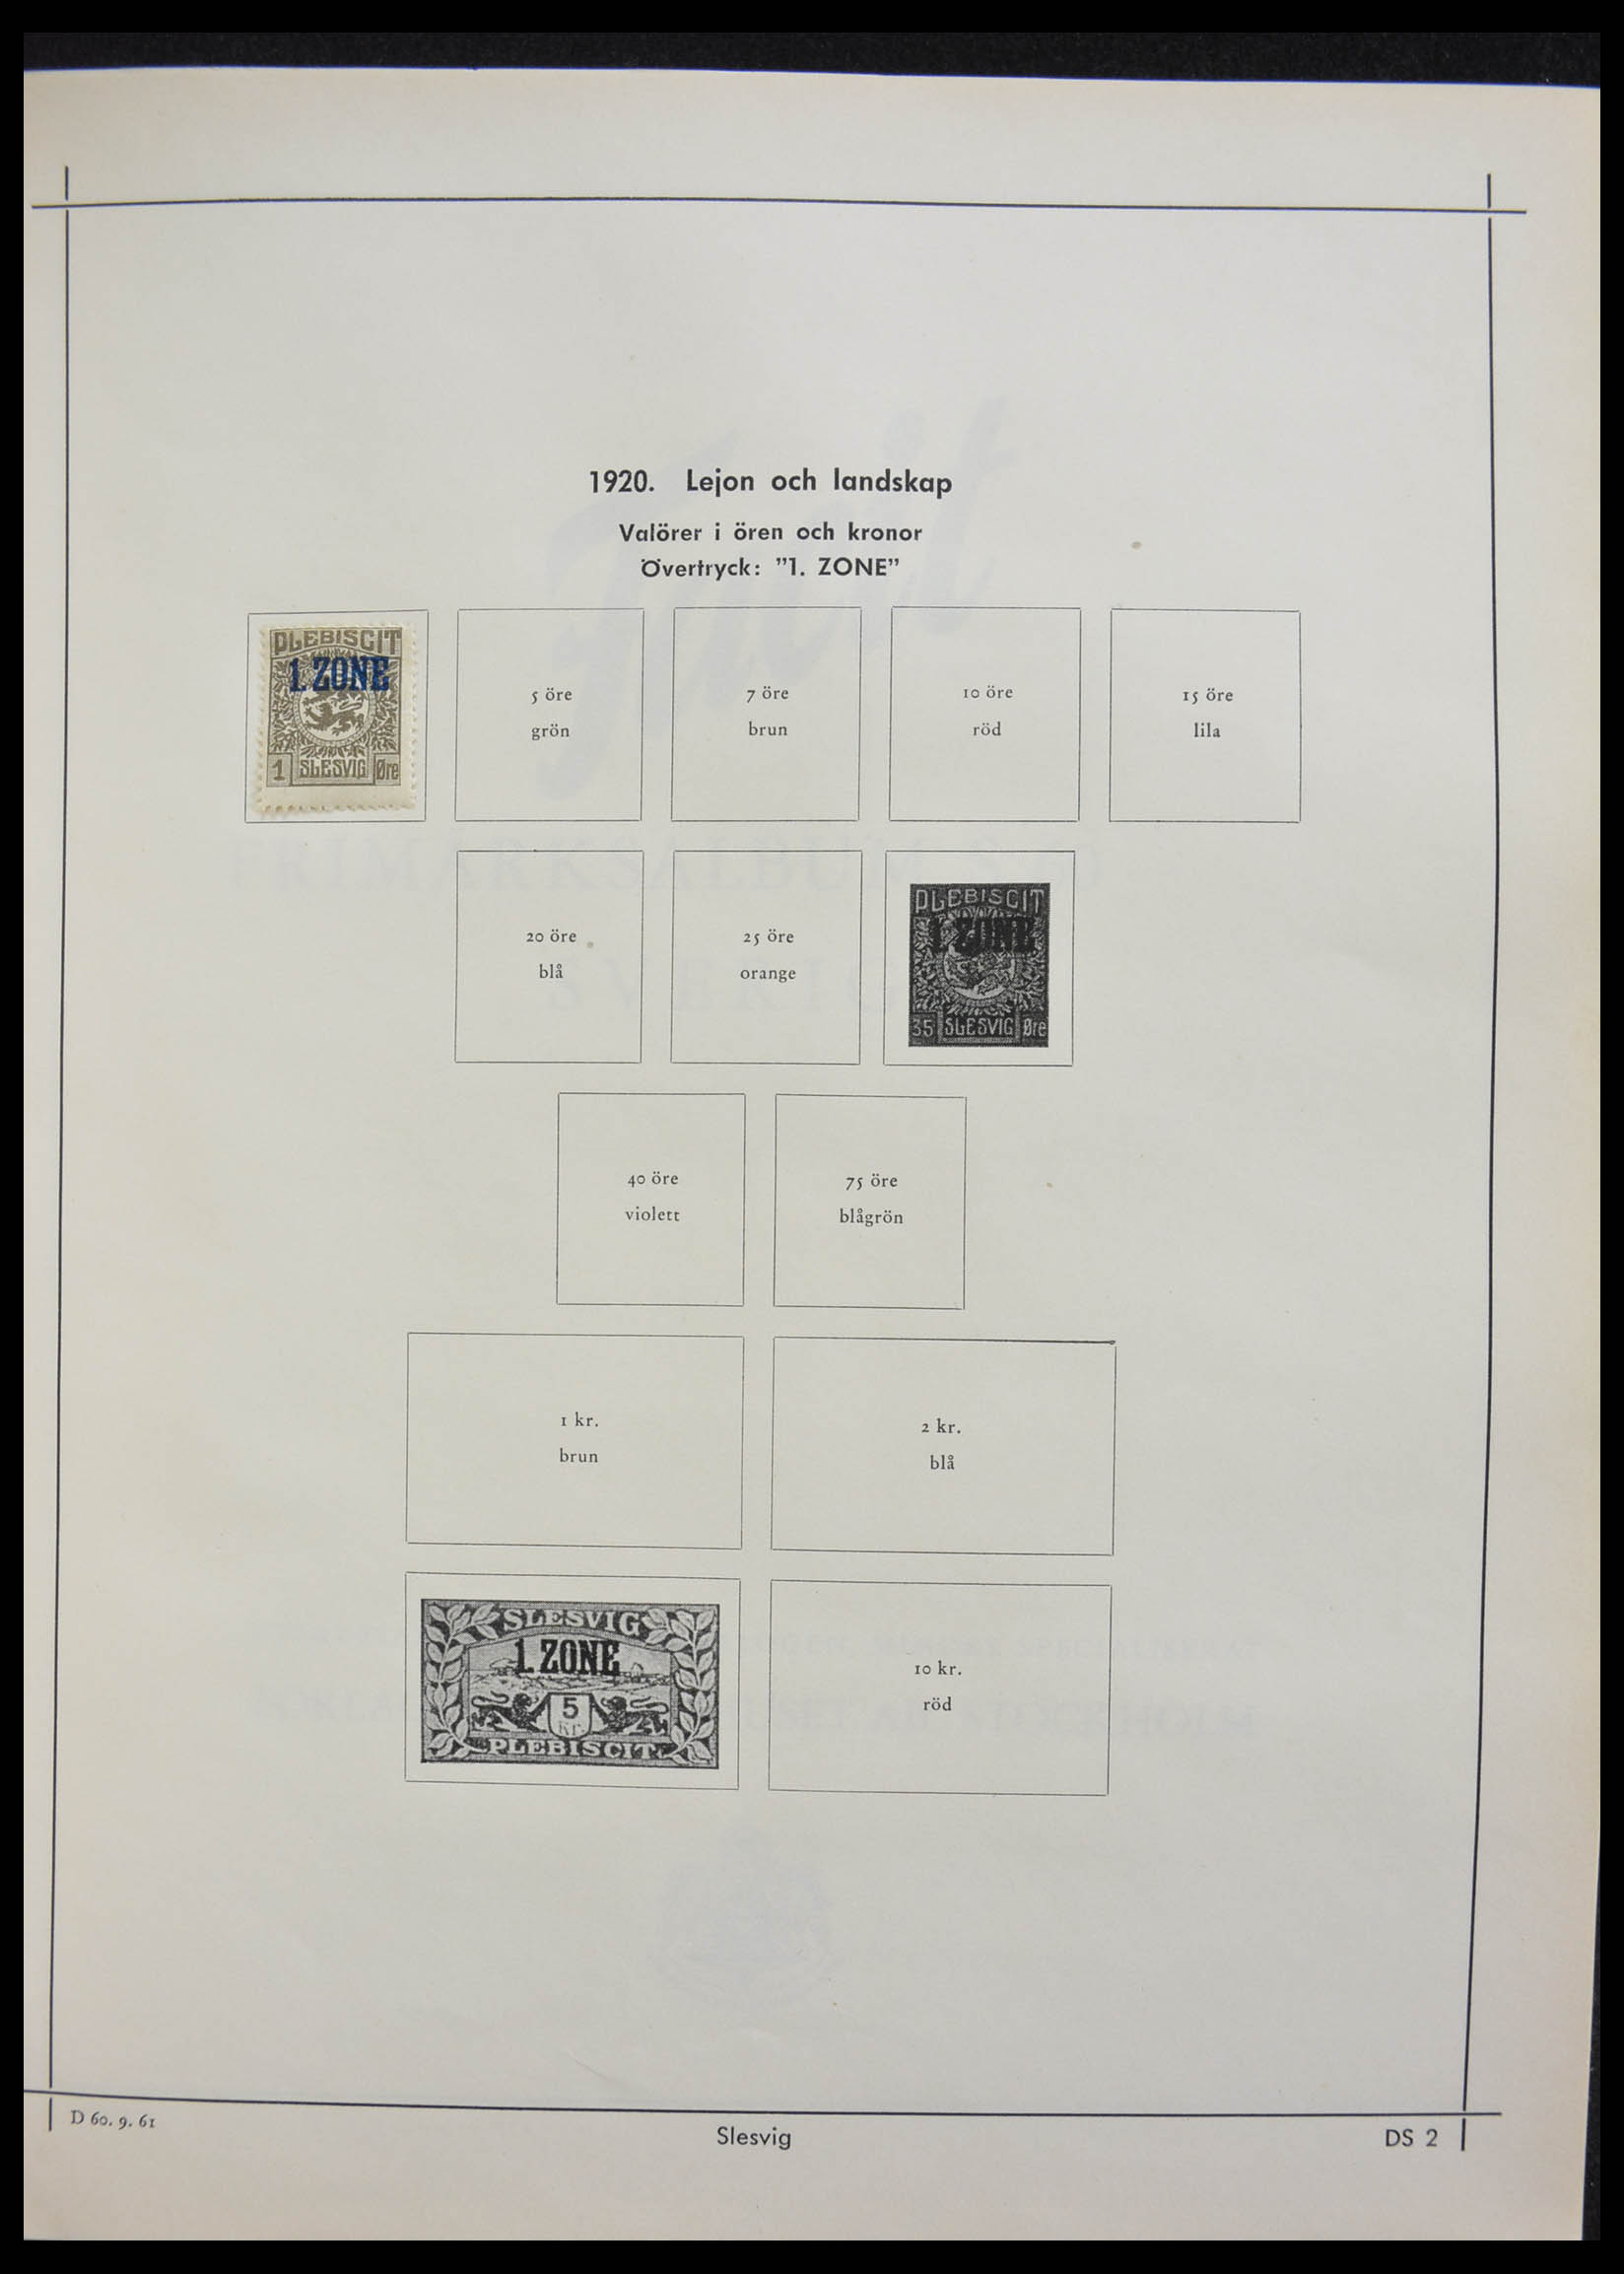 1920. Lejon och landskap
Valörer i ören och kronor
Övertryck: ”1. ZONE”
PLEBISCIT
1. ZONE
1 SLESVIG Øre
5 öre
grön
7 öre
brun
10 öre
röd
15 öre
lila
20 öre
blå
25 öre
orange
PLEBISCIT
1. ZONE
35 SLESVIG Øre
40 öre
violett
75 öre
blågrön
1 kr.
brun
2 kr.
blå
SLESVIG
1. ZONE
5
Kr.
PLEBISCIT
10 kr.
röd
D 60. 9. 61
Slesvig
DS 2